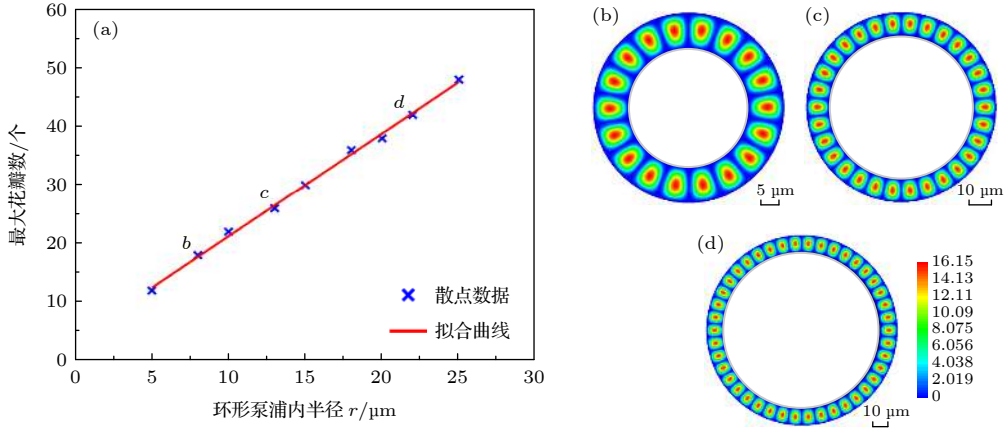 (a)
60
50
40
30
20
10
0
最大花瓣数/个
b
c
d
散点数据
拟合曲线
0 5 10 15 20 25 30
环形泵浦内半径 r/μm
(b)
5 μm
(c)
10 μm
(d)
10 μm
16.15
14.13
12.11
10.09
8.075
6.056
4.038
2.019
0